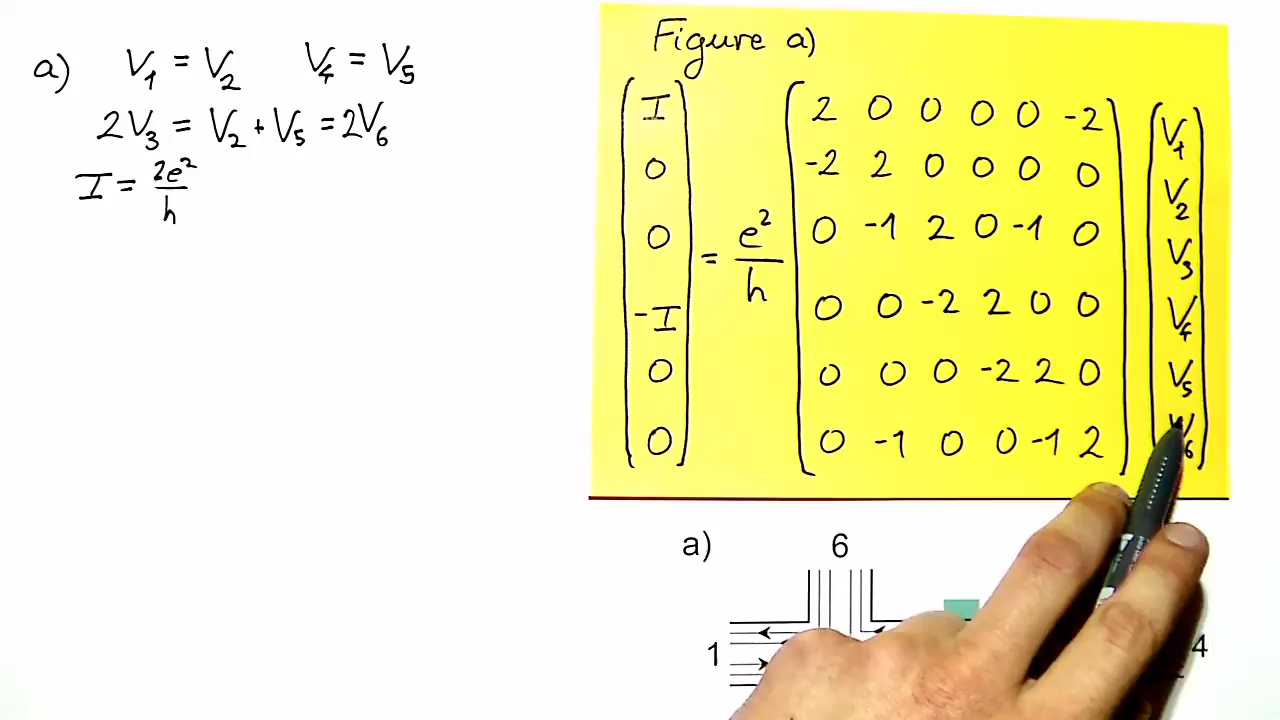 a) V₁ = V₂ V₄ = V₅
2V₃ = V₂ + V₅ = 2V₆
I = 2e²/h
Figure a)
I 2 0 0 0 0 -2 V₁
0 -2 2 0 0 0 0 V₂
0 0 -1 2 0 -1 0 V₃
= e²/h
-I 0 0 -2 2 0 0 V₄
0 0 0 0 -2 2 0 V₅
0 0 -1 0 0 -1 2 V₆
a) 6
1 4